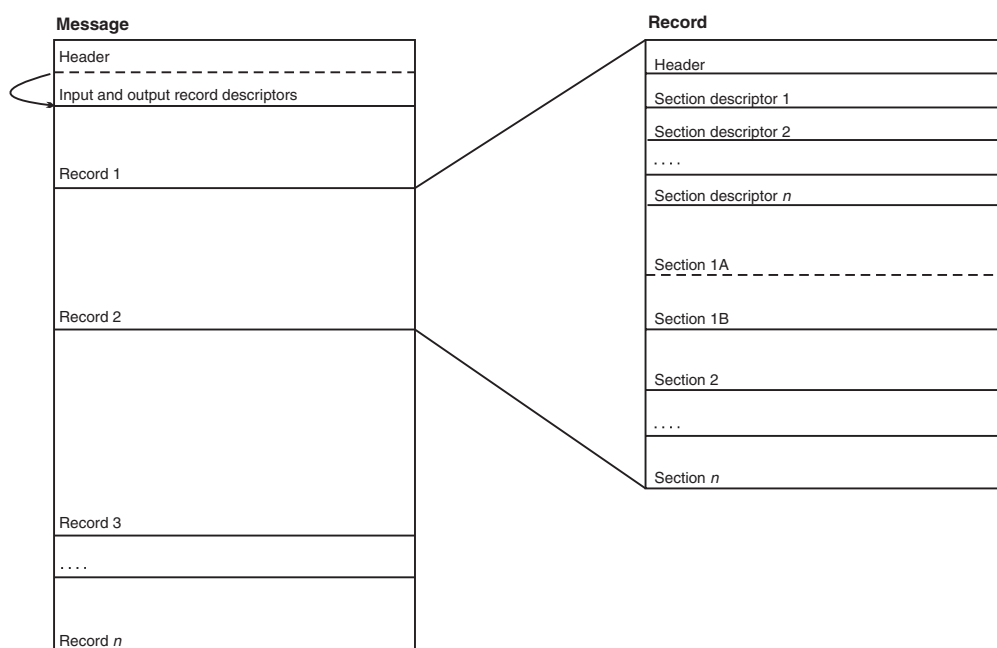 Message
Header
Input and output record descriptors
Record 1
Record 2
Record 3
. . . .
Record n
Record
Header
Section descriptor 1
Section descriptor 2
. . . .
Section descriptor n
Section 1A
Section 1B
Section 2
. . . .
Section n